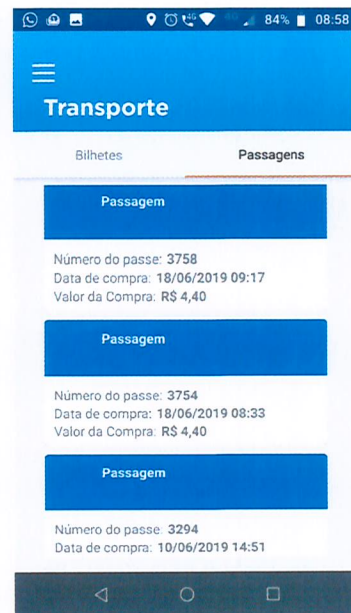 4G 4G 84% 08:58
Transporte
Bilhetes Passagens
Passagem
Número do passe: 3758
Data de compra: 18/06/2019 09:17
Valor da Compra: R$ 4,40
Passagem
Número do passe: 3754
Data de compra: 18/06/2019 08:33
Valor da Compra: R$ 4,40
Passagem
Número do passe: 3294
Data de compra: 10/06/2019 14:51